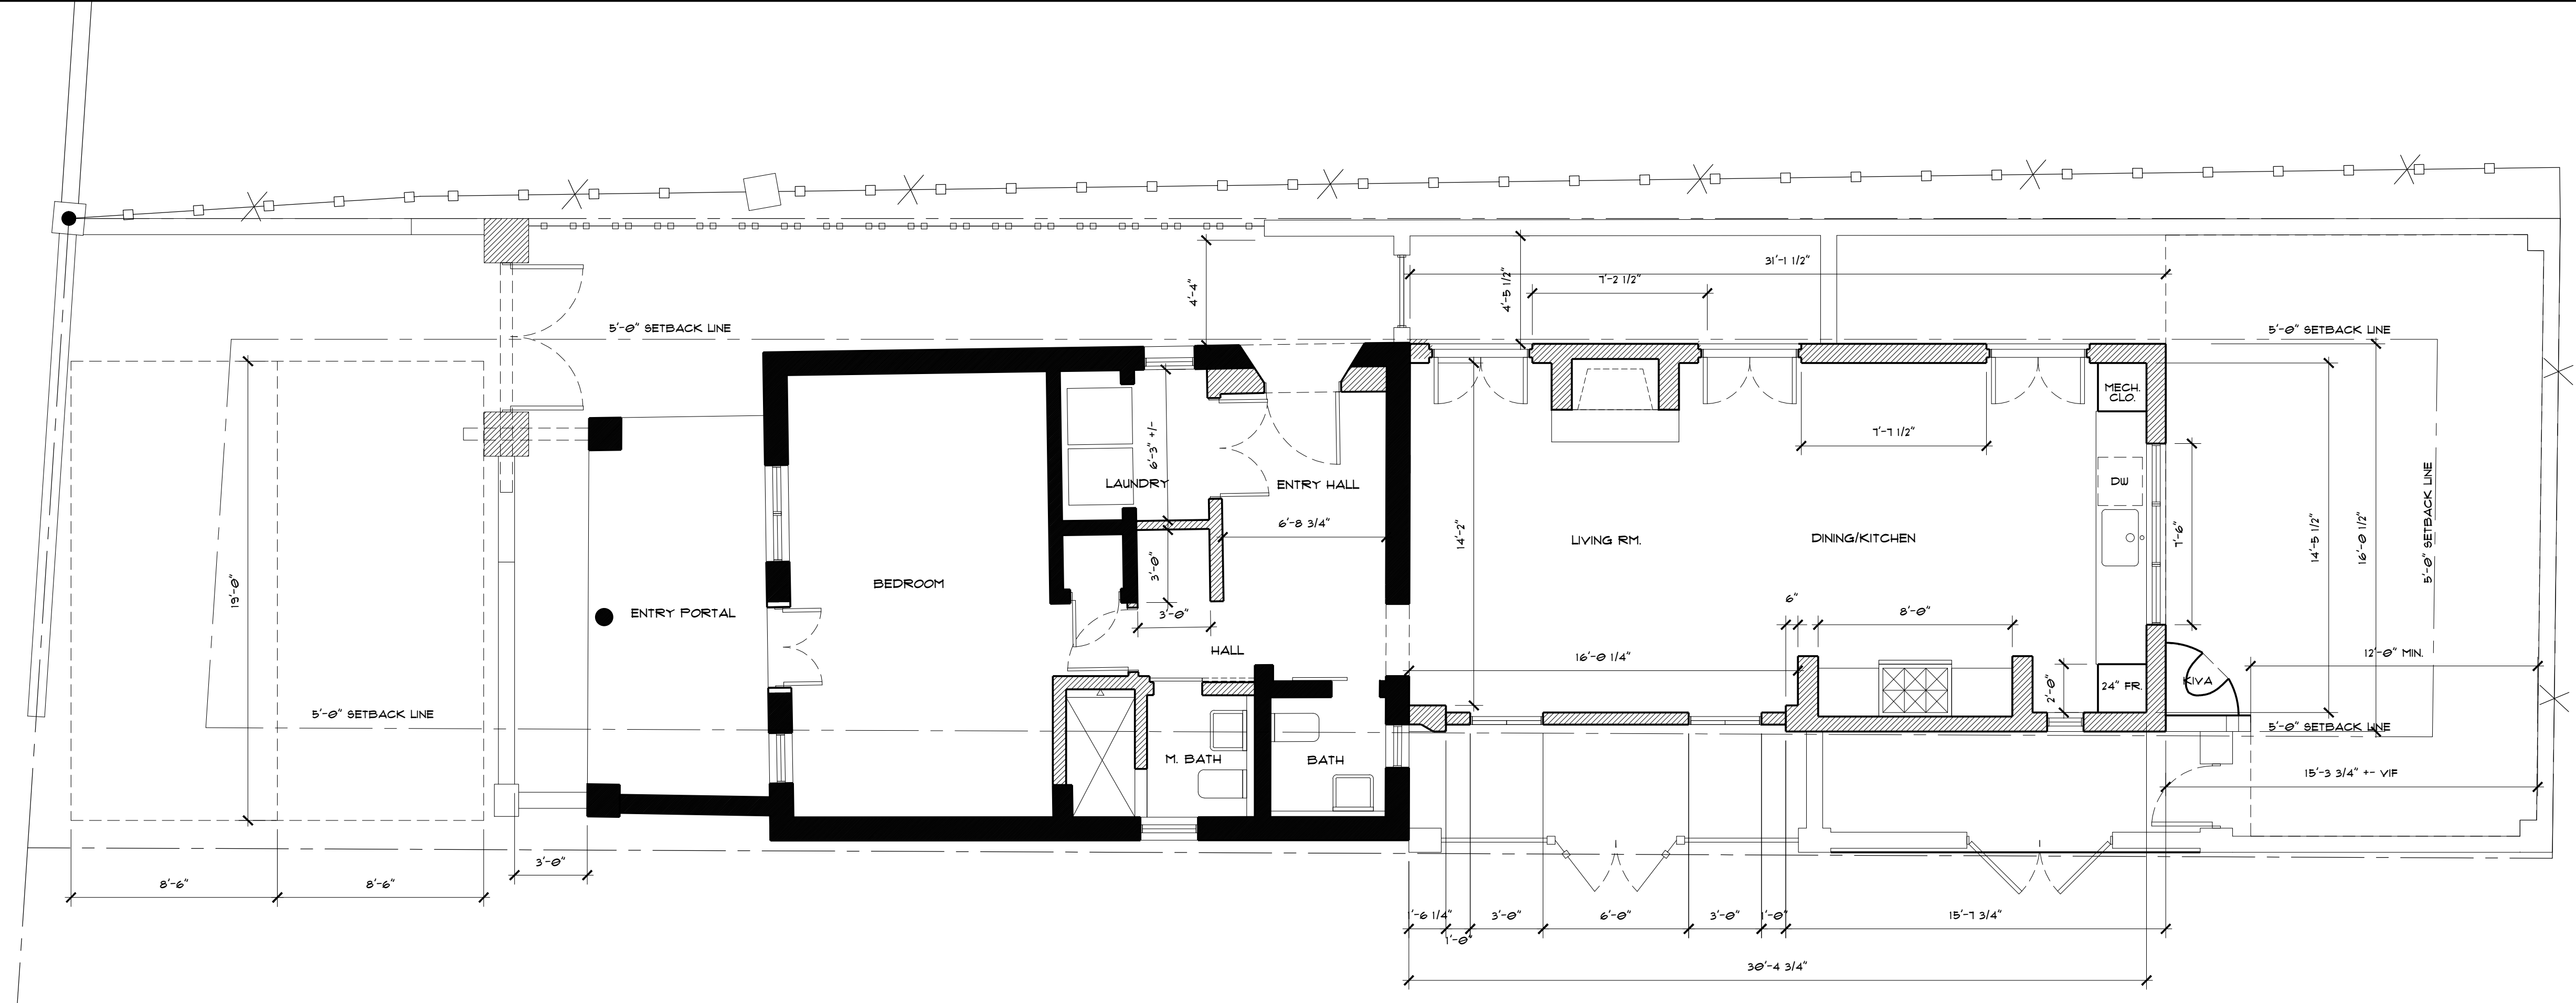 31'-1 1/2"
7'-2 1/2"
4'-4"
4'-5 1/2"
5'-0" SETBACK LINE
5'-0" SETBACK LINE
MECH.
CLO.
6'-3" +/-
7'-7 1/2"
LAUNDRY
ENTRY HALL
DW
5'-0" SETBACK LINE
6'-8 3/4"
14'-2"
LIVING RM.
DINING/KITCHEN
7'-6"
14'-5 1/2"
16'-0 1/2"
3'-0"
BEDROOM
19'-0"
6"
8'-0"
ENTRY PORTAL
3'-0"
HALL
16'-0 1/4"
12'-0" MIN.
2'-0"
24" FR.
KIVA
5'-0" SETBACK LINE
5'-0" SETBACK LINE
M. BATH
BATH
15'-3 3/4" +- VIF
3'-0"
8'-6"
8'-6"
1'-6 1/4"
3'-0"
6'-0"
3'-0"
1'-0"
15'-7 3/4"
1'-0"
30'-4 3/4"